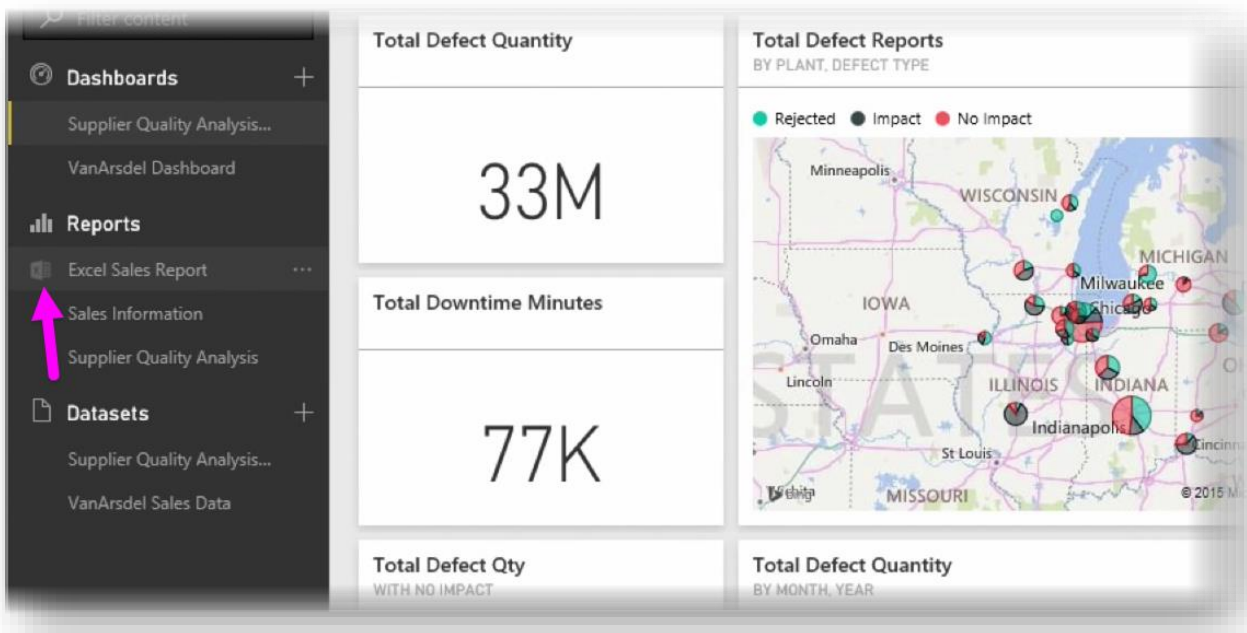 Filter content
Dashboards
Supplier Quality Analysis...
VanArsdel Dashboard
Reports
Excel Sales Report ...
Sales Information
Supplier Quality Analysis
Datasets
Supplier Quality Analysis...
VanArsdel Sales Data
Total Defect Quantity
33M
Total Downtime Minutes
77K
Total Defect Qty
WITH NO IMPACT
Total Defect Reports
BY PLANT, DEFECT TYPE
Rejected Impact No Impact
Minneapolis
WISCONSIN
MICHIGAN
Milwaukee
IOWA
Chicago
Omaha
Des Moines
Lincoln
ILLINOIS INDIANA
STATES
Indianapolis
St Louis
MISSOURI
bing
© 2015
Total Defect Quantity
BY MONTH, YEAR